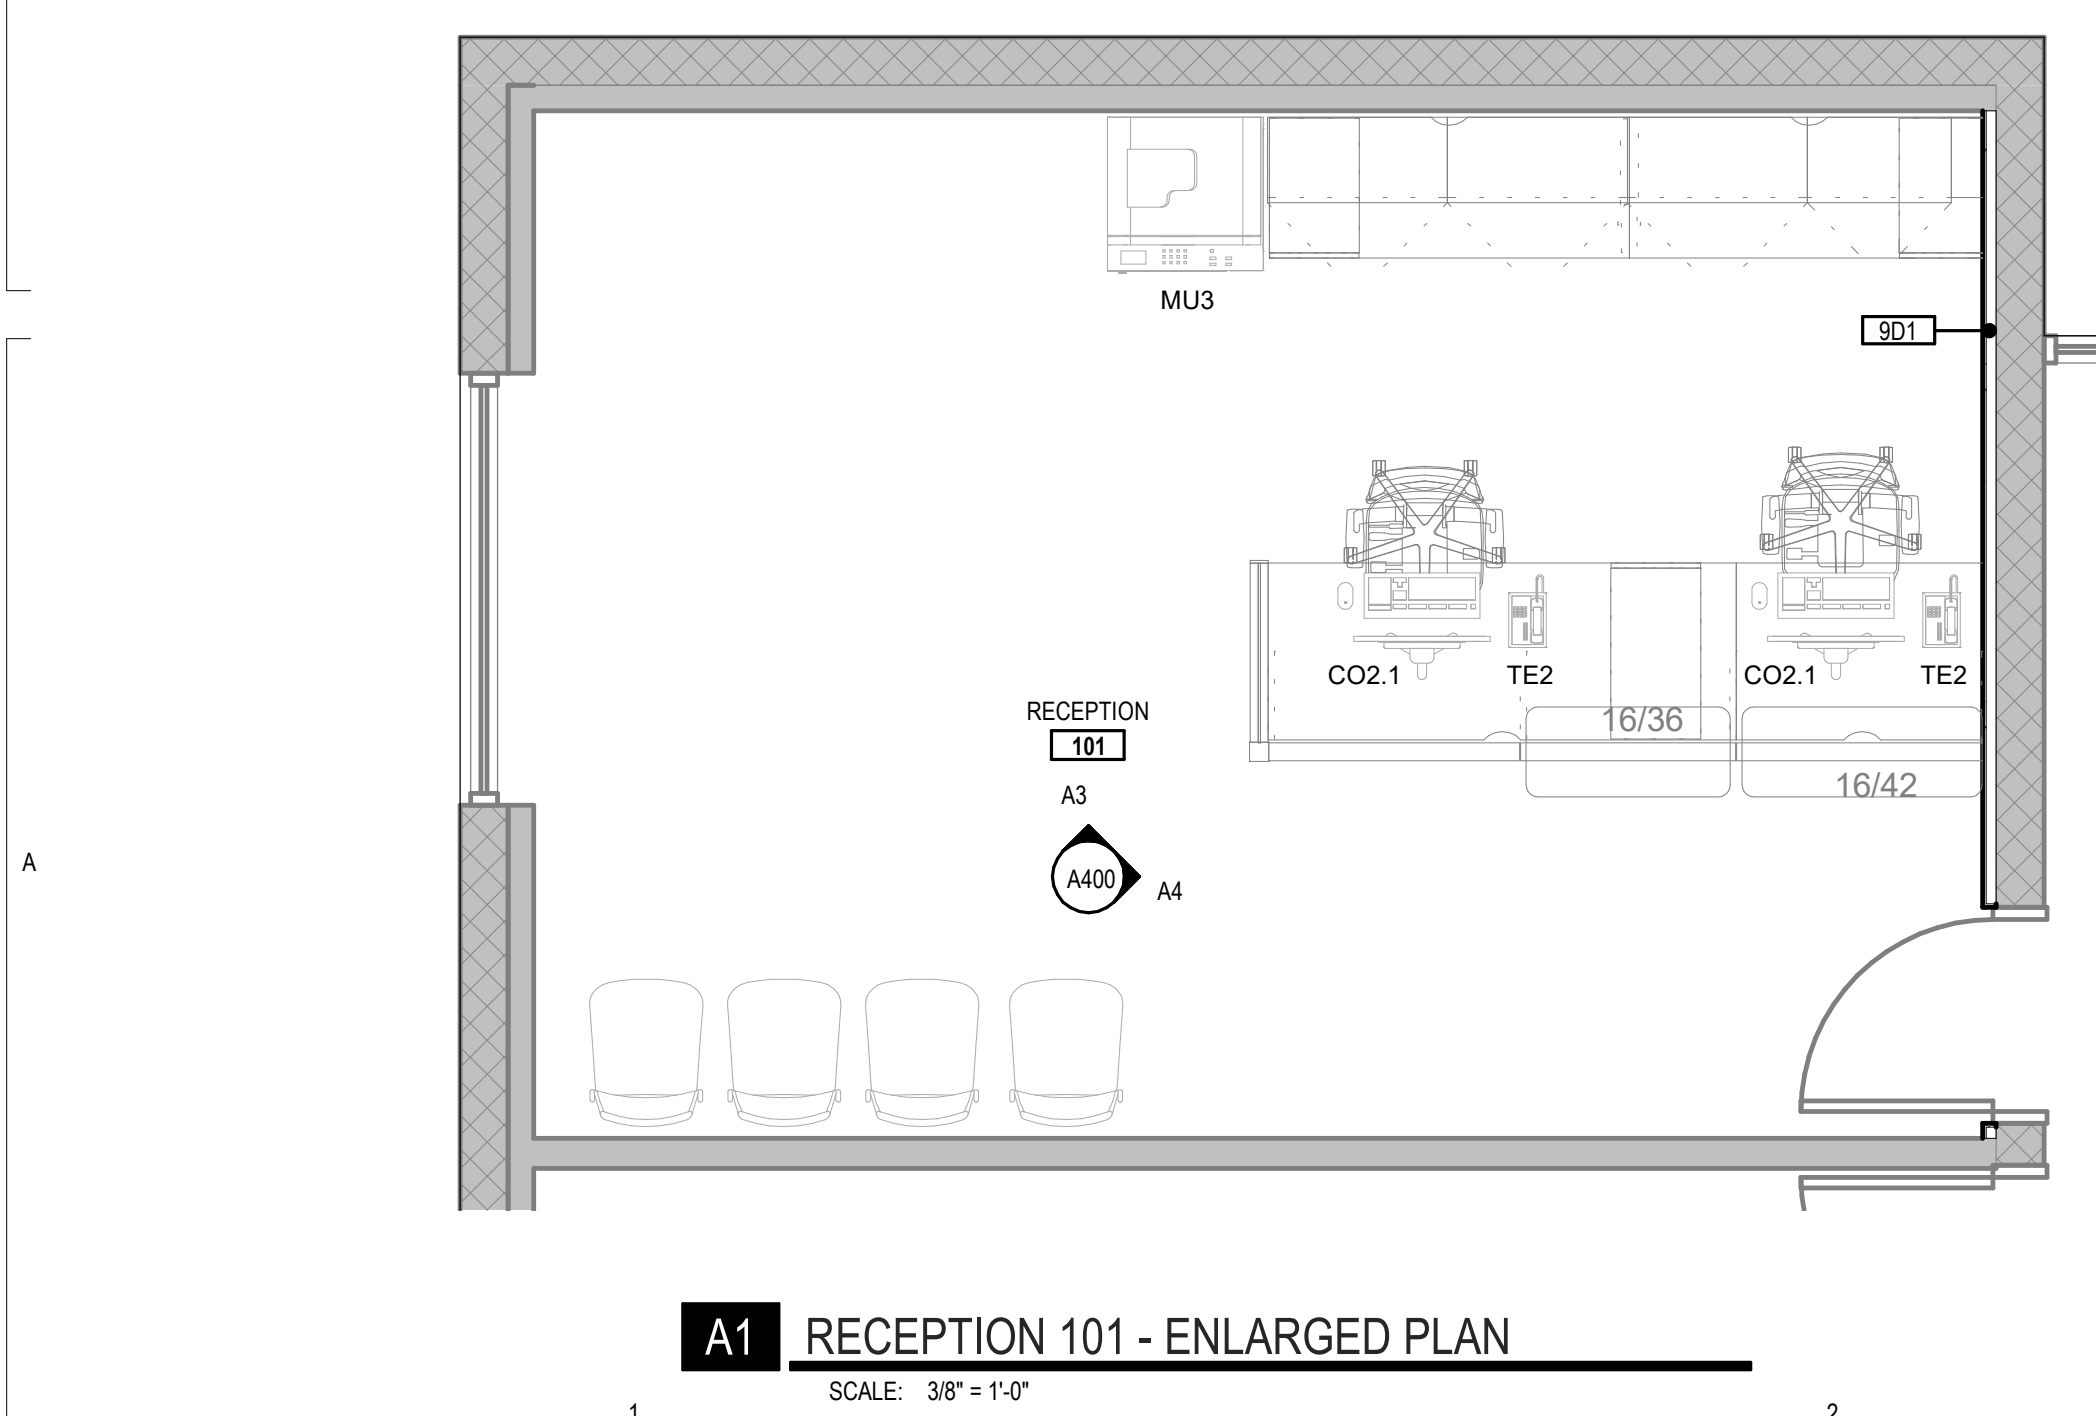 MU3
9D1
CO2.1
TE2
CO2.1
TE2
RECEPTION
101
16/36
16/42
A3
A
A400
A4
A1
RECEPTION 101 - ENLARGED PLAN
SCALE: 3/8" = 1'-0"
1
2